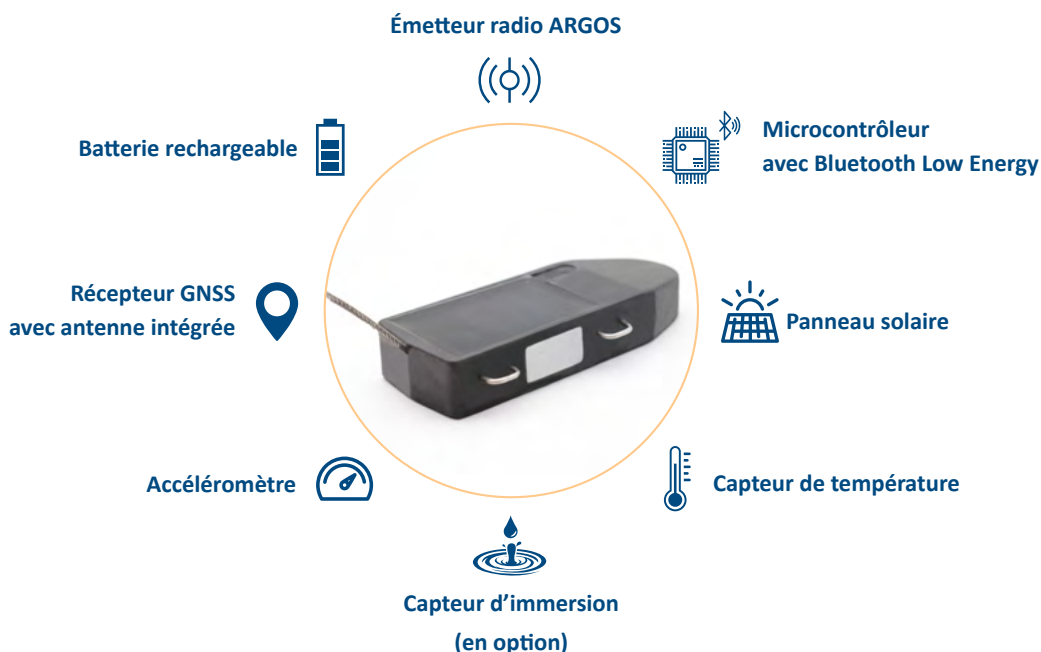 Émetteur radio ARGOS
Batterie rechargeable
Microcontrôleur
avec Bluetooth Low Energy
Récepteur GNSS
avec antenne intégrée
Panneau solaire
Accéléromètre
Capteur de température
Capteur d’immersion
(en option)